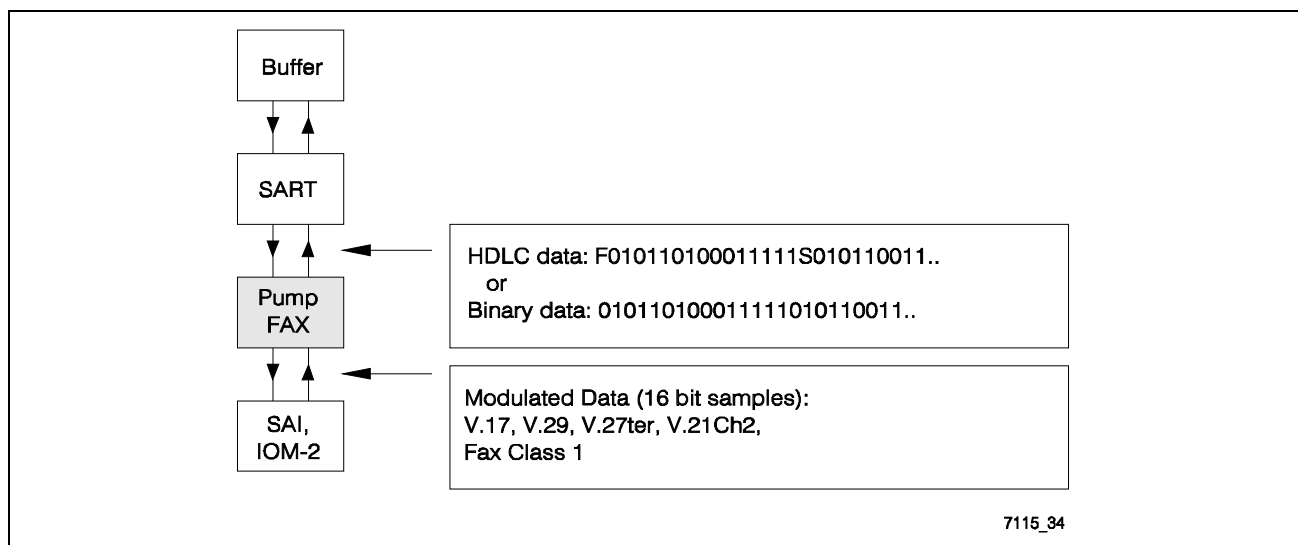 Buffer
SART
HDLC data: F010110100011111S010110011..
or
Binary data: 010110100011111010110011..
Pump
FAX
Modulated Data (16 bit samples):
V.17, V.29, V.27ter, V.21Ch2,
Fax Class 1
SAI,
IOM-2
7115_34